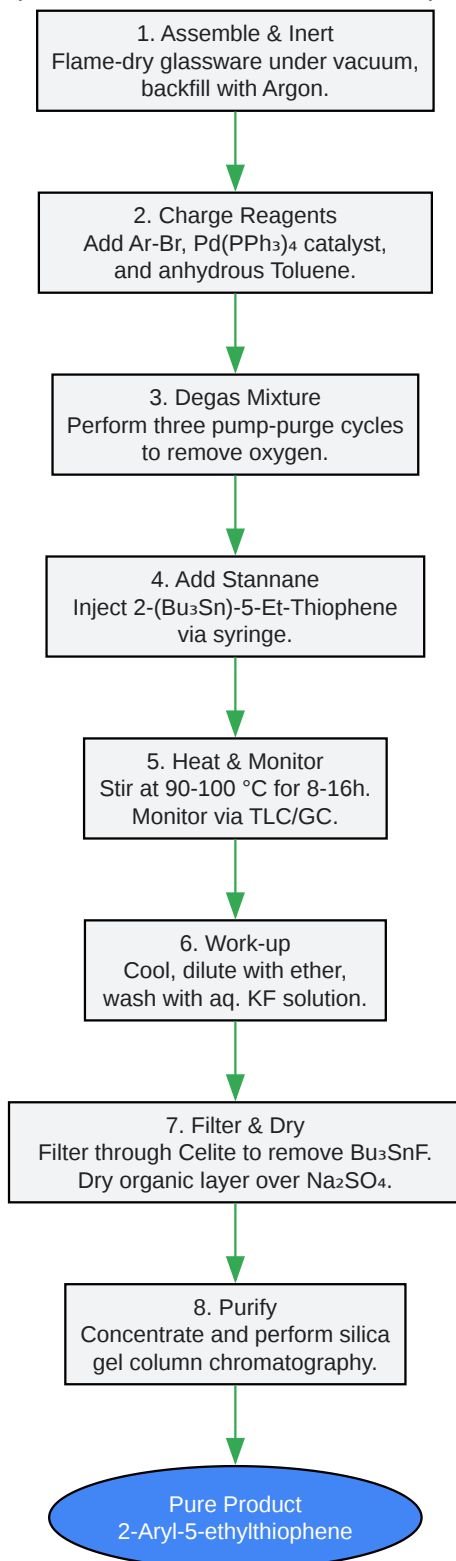 1. Assemble & Inert
Flame-dry glassware under vacuum,
backfill with Argon.
2. Charge Reagents
Add Ar-Br, Pd(PPh₃)₄ catalyst,
and anhydrous Toluene.
3. Degas Mixture
Perform three pump-purge cycles
to remove oxygen.
4. Add Stannane
Inject 2-(Bu₃Sn)-5-Et-Thiophene
via syringe.
5. Heat & Monitor
Stir at 90-100 °C for 8-16h.
Monitor via TLC/GC.
6. Work-up
Cool, dilute with ether,
wash with aq. KF solution.
7. Filter & Dry
Filter through Celite to remove Bu₃SnF.
Dry organic layer over Na₂SO₄.
8. Purify
Concentrate and perform silica
gel column chromatography.
Pure Product
2-Aryl-5-ethylthiophene